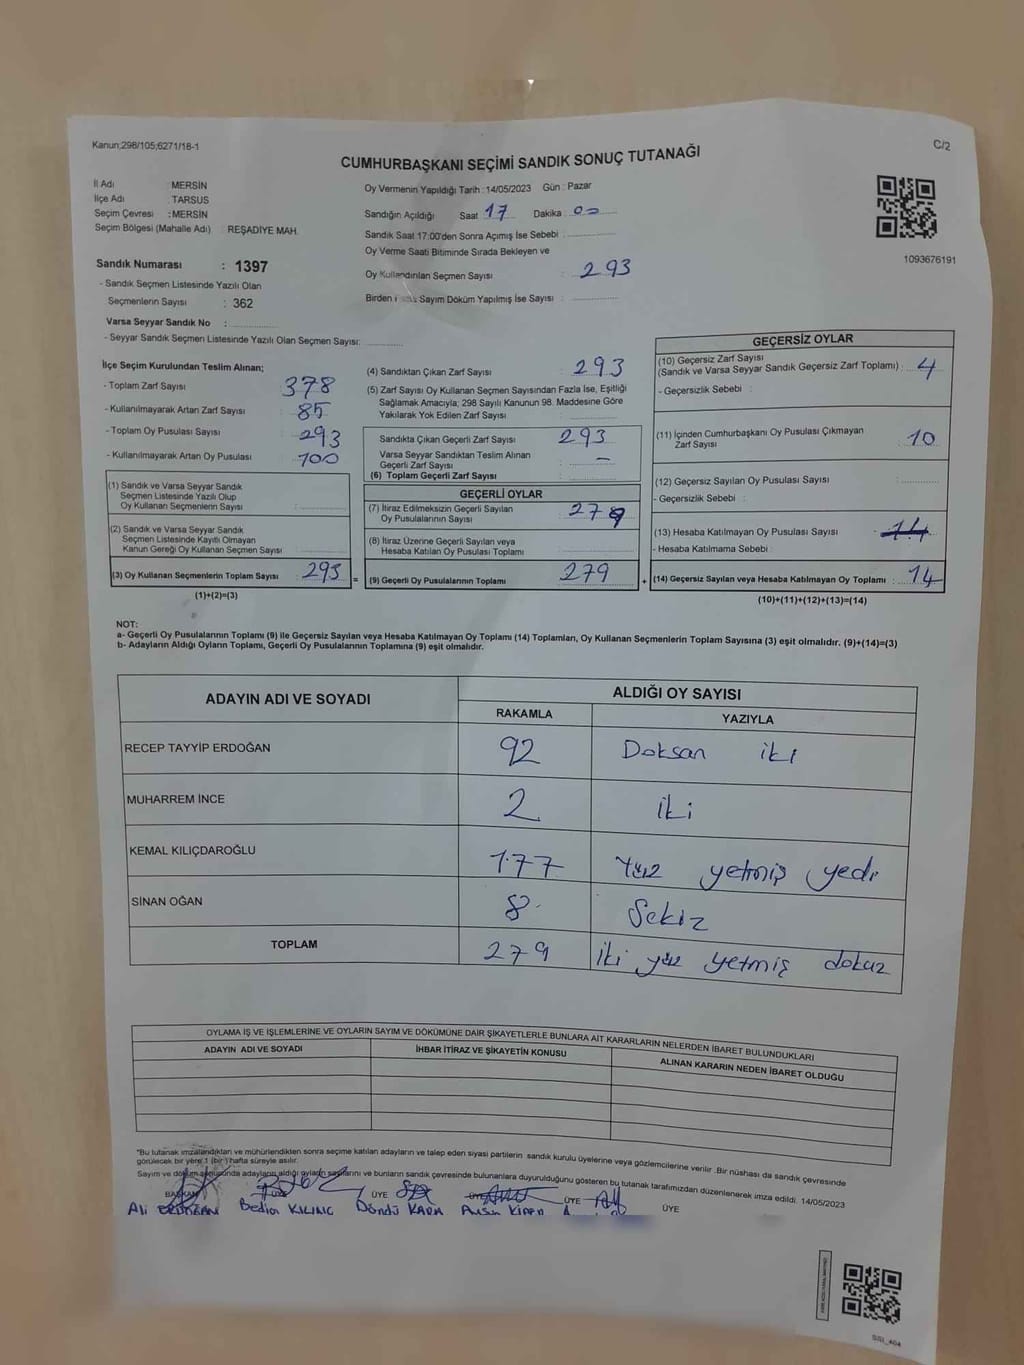 Kanun;298/105;6271/18-1
C/2
CUMHURBAŞKANI SEÇİMİ SANDIK SONUÇ TUTANAĞI
İl Adı : MERSİN
İlçe Adı : TARSUS
Seçim Çevresi : MERSİN
Seçim Bölgesi (Mahalle Adı) : REŞADİYE MAH.
Oy Vermenin Yapıldığı Tarih : 14/05/2023 Gün : Pazar
Sandığın Açıldığı Saat 17 Dakika : 00
Sandık Saat 17:00'den Sonra Açımış İse Sebebi :
Oy Verme Saati Bitiminde Sırada Bekleyen ve
Oy Kullandırılan Seçmen Sayısı : 293
Sayım Döküm Yapılmış İse Sayısı :
1093676191
Sandık Numarası : 1397
- Sandık Seçmen Listesinde Yazılı Olan
Seçmenlerin Sayısı : 362
Varsa Seyyar Sandık No :
- Seyyar Sandık Seçmen Listesinde Yazılı Olan Seçmen Sayısı:
İlçe Seçim Kurulundan Teslim Alınan;
- Toplam Zarf Sayısı : 378
- Kullanılmayarak Artan Zarf Sayısı : 85
- Toplam Oy Pusulası Sayısı : 293
- Kullanılmayarak Artan Oy Pusulası : 100
(1) Sandık ve Varsa Seyyar Sandık
Seçmen Listesinde Yazılı Olup
Oy Kullanan Seçmenlerin Sayısı :
(2) Sandık ve Varsa Seyyar Sandık
Seçmen Listesinde Kayıtlı Olmayan
Kanun Gereği Oy Kullanan Seçmen Sayısı :
(3) Oy Kullanan Seçmenlerin Toplam Sayısı : 293
(1)+(2)=(3)
=
(4) Sandıktan Çıkan Zarf Sayısı : 293
(5) Zarf Sayısı Oy Kullanan Seçmen Sayısından Fazla İse, Eşitliği
Sağlamak Amacıyla; 298 Sayılı Kanunun 98. Maddesine Göre
Yakılarak Yok Edilen Zarf Sayısı :
Sandıkta Çıkan Geçerli Zarf Sayısı : 293
Varsa Seyyar Sandıktan Teslim Alınan
Geçerli Zarf Sayısı : –
(6) Toplam Geçerli Zarf Sayısı :
GEÇERLİ OYLAR
(7) İtiraz Edilmeksizin Geçerli Sayılan
Oy Pusulalarının Sayısı : 279
(8) İtiraz Üzerine Geçerli Sayılan veya
Hesaba Katılan Oy Pusulası Toplamı :
(9) Geçerli Oy Pusulalarının Toplamı : 279
+
GEÇERSİZ OYLAR
(10) Geçersiz Zarf Sayısı
(Sandık ve Varsa Seyyar Sandık Geçersiz Zarf Toplamı) : 4
- Geçersizlik Sebebi :
(11) İçinden Cumhurbaşkanı Oy Pusulası Çıkmayan
Zarf Sayısı : 10
(12) Geçersiz Sayılan Oy Pusulası Sayısı :
- Geçersizlik Sebebi :
(13) Hesaba Katılmayan Oy Pusulası Sayısı : 14
- Hesaba Katılmama Sebebi :
(14) Geçersiz Sayılan veya Hesaba Katılmayan Oy Toplamı : 14
(10)+(11)+(12)+(13)=(14)
NOT:
a- Geçerli Oy Pusulalarının Toplamı (9) ile Geçersiz Sayılan veya Hesaba Katılmayan Oy Toplamı (14) Toplamları, Oy Kullanan Seçmenlerin Toplam Sayısına (3) eşit olmalıdır. (9)+(14)=(3)
b- Adayların Aldığı Oyların Toplamı, Geçerli Oy Pusulalarının Toplamına (9) eşit olmalıdır.
ADAYIN ADI VE SOYADI ALDIĞI OY SAYISI
RAKAMLA YAZIYLA
RECEP TAYYİP ERDOĞAN 92 Doksan iki
MUHARREM İNCE 2 iki
KEMAL KILIÇDAROĞLU 177 Yüz yetmiş yedi
SİNAN OĞAN 8 Sekiz
TOPLAM 279 iki yüz yetmiş dokuz
OYLAMA İŞ VE İŞLEMLERİNE VE OYLARIN SAYIM VE DÖKÜMÜNE DAİR ŞİKAYETLERLE BUNLARA AİT KARARLARIN NELERDEN İBARET BULUNDUKLARI
ADAYIN ADI VE SOYADI İHBAR İTİRAZ VE ŞİKAYETİN KONUSU ALINAN KARARIN NEDEN İBARET OLDUĞU
*Bu tutanak imzalandıktan ve mühürlendikten sonra seçime katılan adayların ve talep eden siyasi partilerin sandık kurulu üyelerine veya gözlemcilerine verilir .Bir nüshası da sandık çevresinde
görülecek bir yere 1 (bir) hafta süreyle asılır.
Sayım ve döküm sonucunda adayların aldığı oyların sayılarını ve bunların sandık çevresinde bulunanlara duyurulduğunu gösteren bu tutanak tarafımızdan düzenlenerek imza edildi. 14/05/2023
BAŞKAN ÜYE ÜYE ÜYE ÜYE ÜYE
Ali ERDOĞAN Bedia KILINÇ Döndü KARA